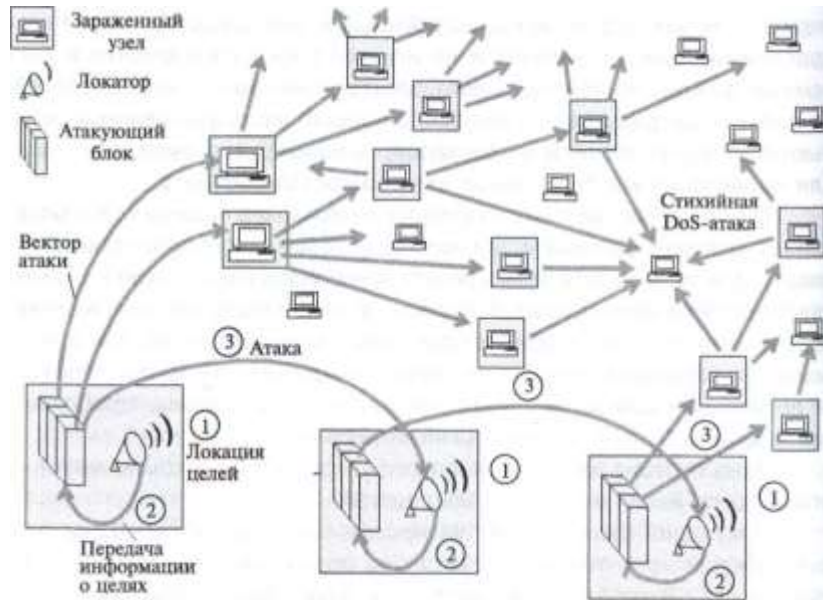 Зараженный
узел
Локатор
Атакующий
блок
Вектор
атаки
Стихийная
DoS-атака
3 Атака
3
1
Локация
целей
2
Передача
информации
о целях
1
2
3
1
2